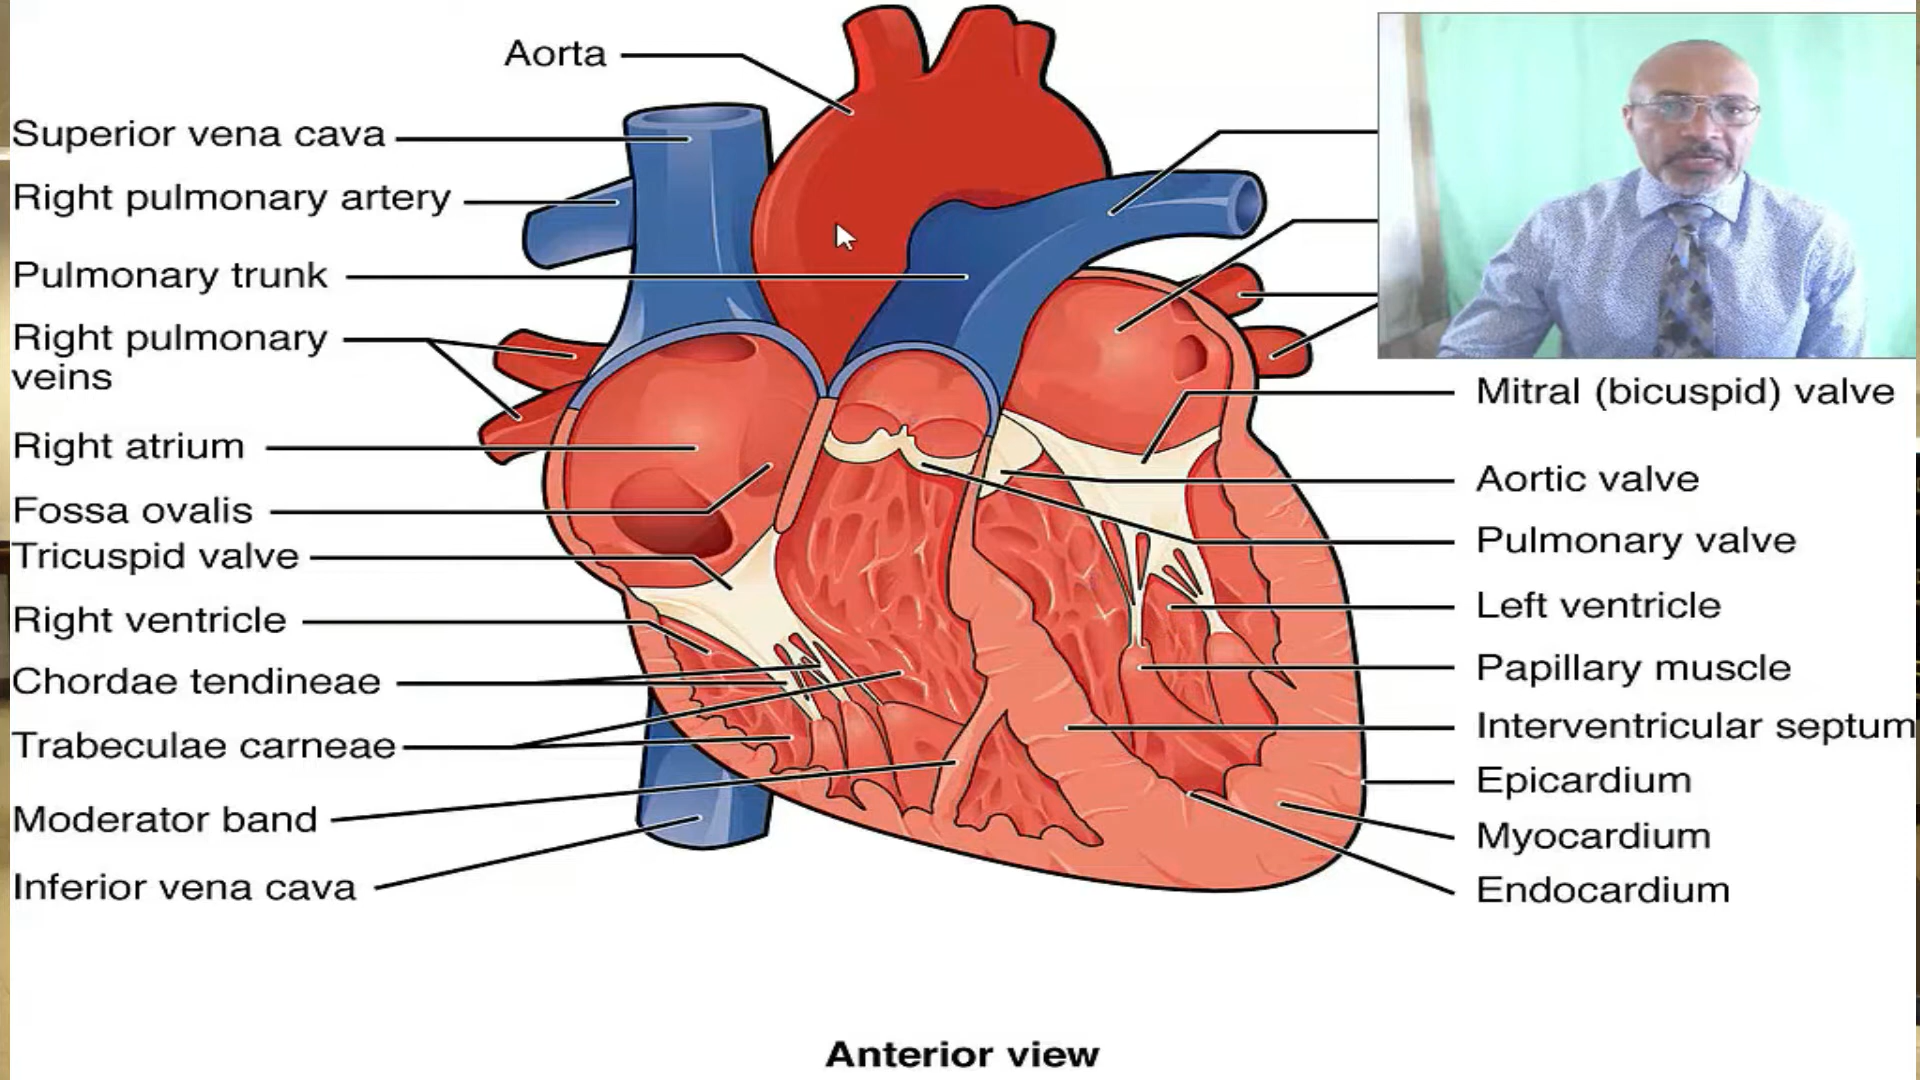 Aorta
Superior vena cava
Right pulmonary artery
Pulmonary trunk
Right pulmonary
veins
Right atrium
Fossa ovalis
Tricuspid valve
Right ventricle
Chordae tendineae
Trabeculae carneae
Moderator band
Inferior vena cava
Mitral (bicuspid) valve
Aortic valve
Pulmonary valve
Left ventricle
Papillary muscle
Interventricular septum
Epicardium
Myocardium
Endocardium
Anterior view